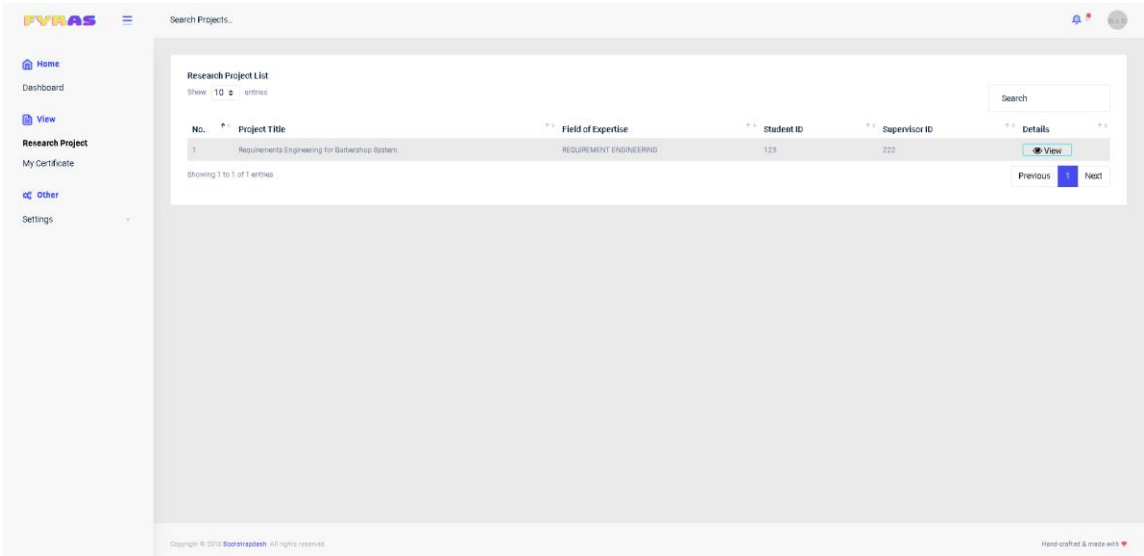 FYRAS
Search Projects..
Home
Dashboard
View
Research Project
My Certificate
Other
Settings
Research Project List
Show 10 entries
Search
No. Project Title Field of Expertise Student ID Supervisor ID Details
1 Requirements Engineering for Barbershop System REQUIREMENT ENGINEERING 123 222 View
Showing 1 to 1 of 1 entries
Previous 1 Next
Copyright © 2018 Bootstrapdash. All rights reserved.
Hand-crafted & made with